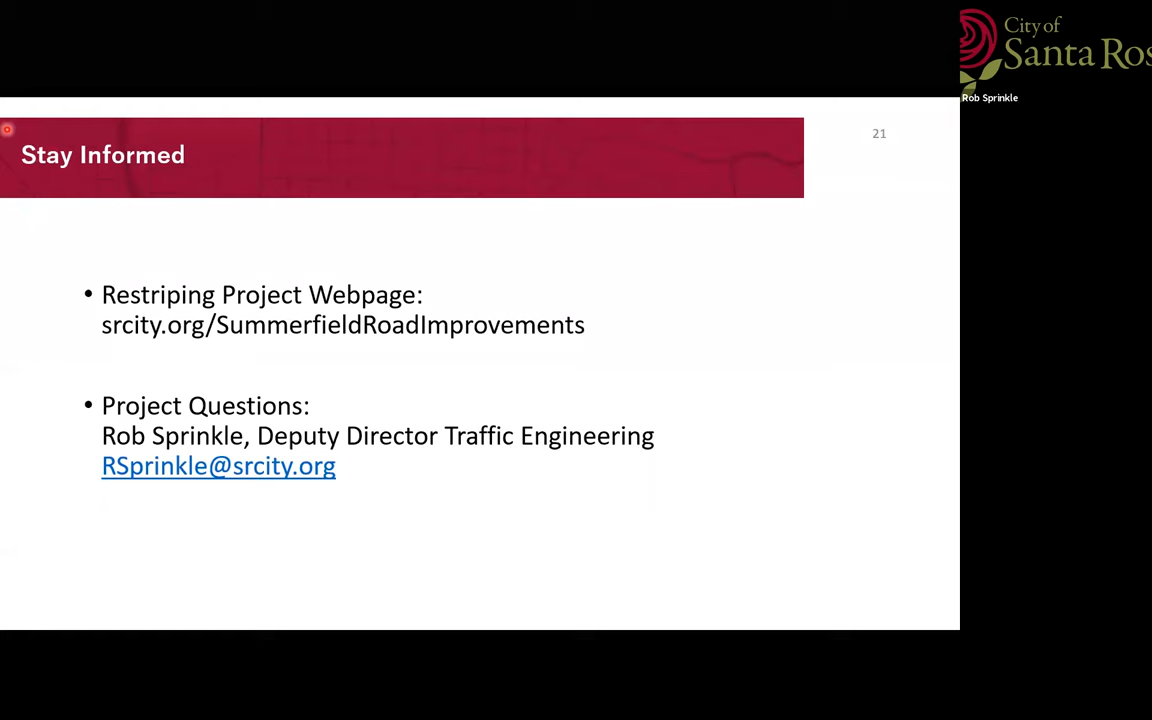 City of
Santa Ros
Rob Sprinkle
Stay Informed
21
• Restriping Project Webpage:
srcity.org/SummerfieldRoadImprovements
• Project Questions:
Rob Sprinkle, Deputy Director Traffic Engineering
RSprinkle@srcity.org